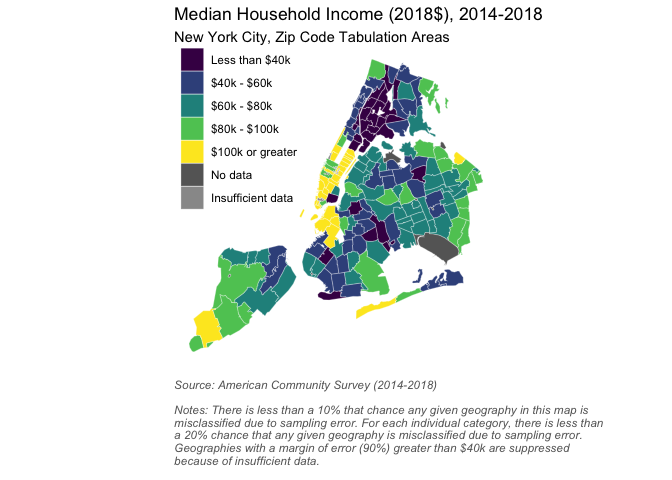 Median Household Income (2018$), 2014-2018
New York City, Zip Code Tabulation Areas
Less than $40k
$40k - $60k
$60k - $80k
$80k - $100k
$100k or greater
No data
Insufficient data
Source: American Community Survey (2014-2018)
Notes: There is less than a 10% that chance any given geography in this map is
misclassified due to sampling error. For each individual category, there is less than
a 20% chance that any given geography is misclassified due to sampling error.
Geographies with a margin of error (90%) greater than $40k are suppressed
because of insufficient data.